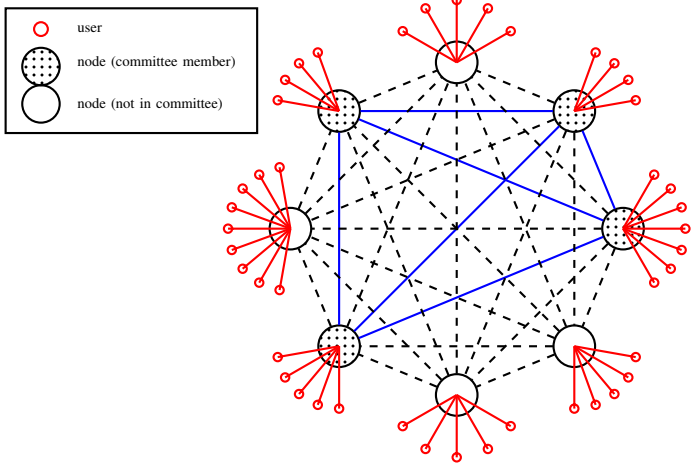 user
node (committee member)
node (not in committee)